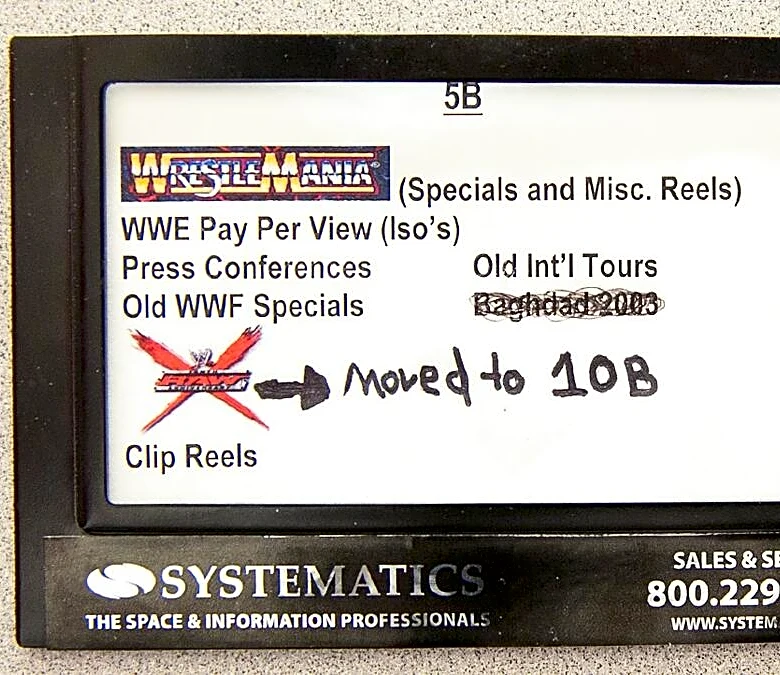 5B
WRESTLEMANIA (Specials and Misc. Reels)
WWE Pay Per View (Iso's)
Press Conferences Old Int'l Tours
Old WWF Specials Baghdad 2003
RAW moved to 10B
Clip Reels
SYSTEMATICS
THE SPACE & INFORMATION PROFESSIONALS
SALES & SE
800.229
WWW.SYSTEM